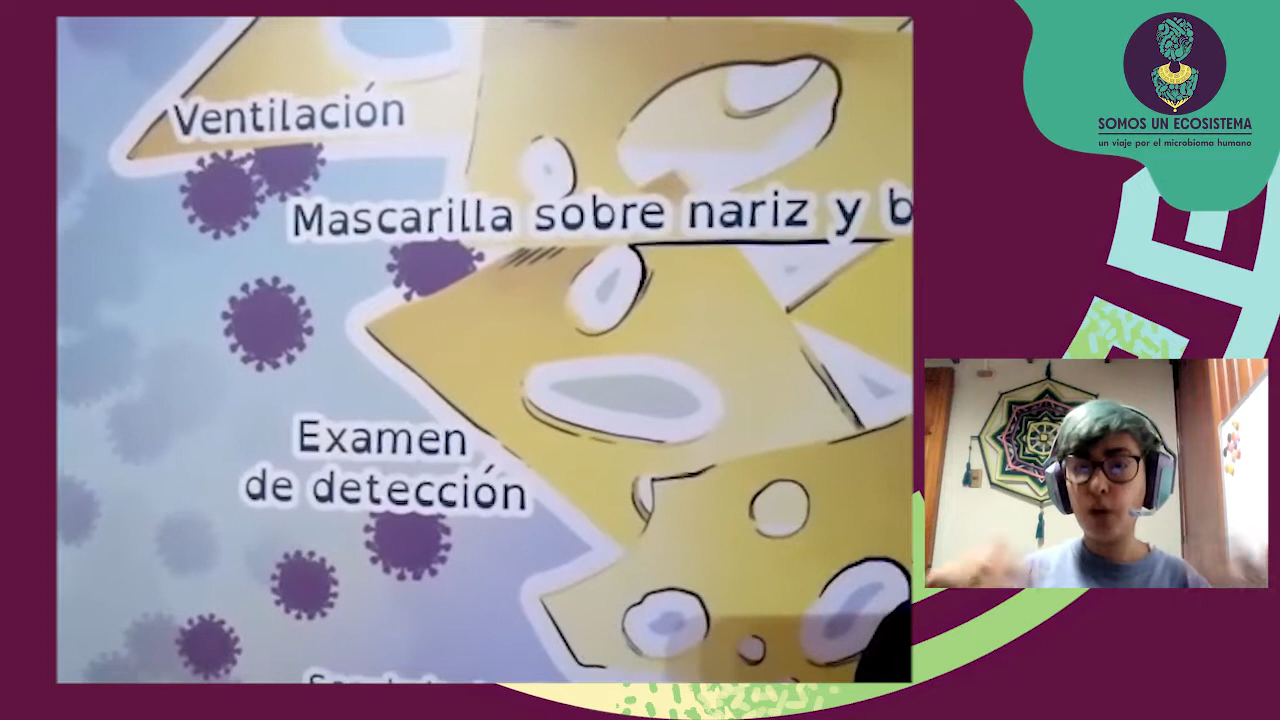 Ventilación
Mascarilla sobre nariz y b
Examen
de detección
SOMOS UN ECOSISTEMA
un viaje por el microbioma humano